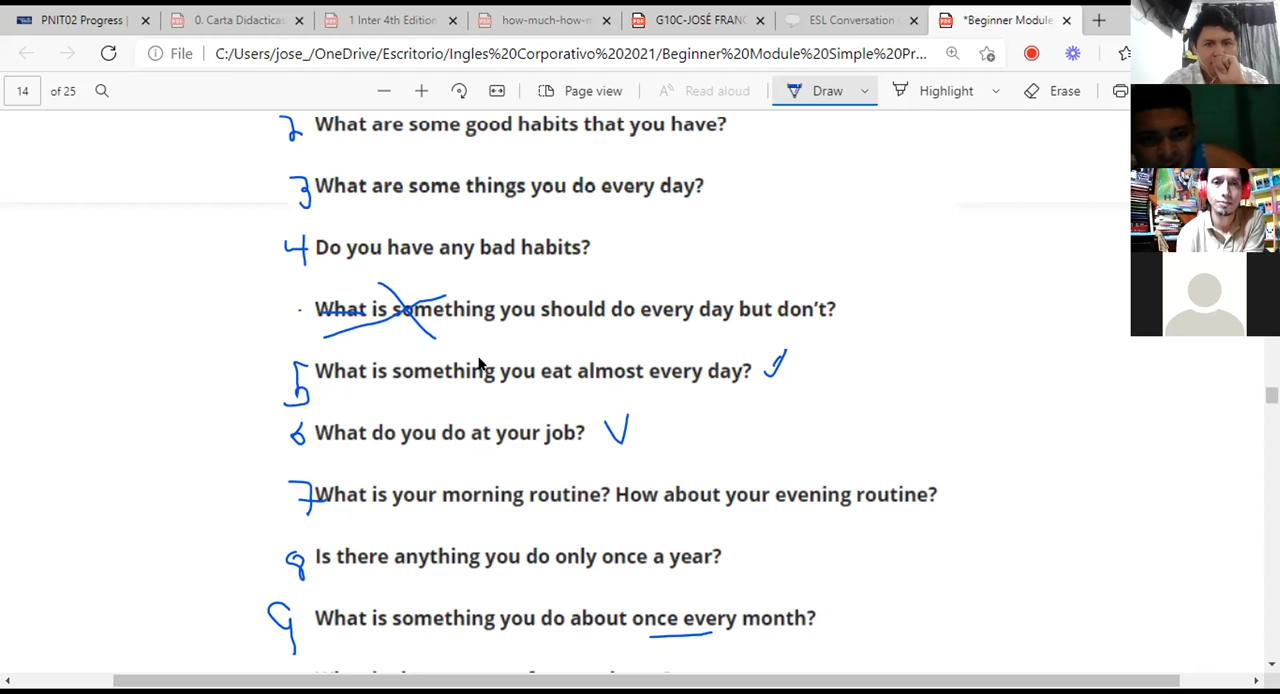 PNIT02 Progress |
0. Carta Didactica
1 Inter 4th Edition
how-much-how-n
G10C-JOSÉ FRAN
ESL Conversation
*Beginner Module
File C:/Users/jose_/OneDrive/Escritorio/Ingles%20Corporativo%202021/Beginner%20Module%20Simple%20Pr...
14 of 25 Page view Read aloud Draw Highlight Erase
2 What are some good habits that you have?
3 What are some things you do every day?
4 Do you have any bad habits?
What is something you should do every day but don't?
5 What is something you eat almost every day?
6 What do you do at your job?
7 What is your morning routine? How about your evening routine?
8 Is there anything you do only once a year?
9 What is something you do about once every month?